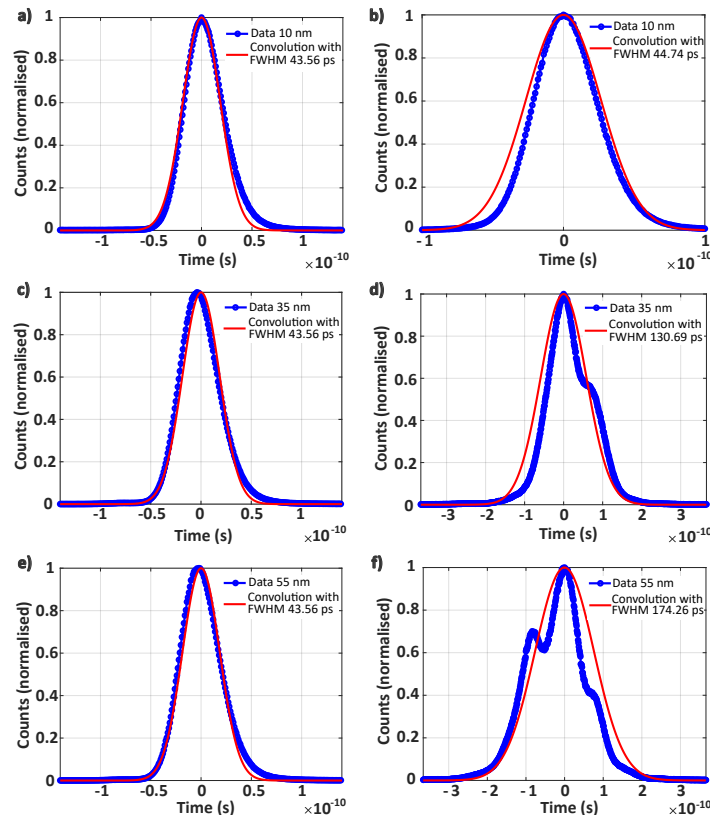 a)
Data 10 nm
Convolution with
FWHM 43.56 ps
Counts (normalised)
1
0.8
0.6
0.4
0.2
0
-1
-0.5
0
0.5
1
Time (s)
×10⁻¹⁰
b)
Data 10 nm
Convolution with
FWHM 44.74 ps
Counts (normalised)
1
0.8
0.6
0.4
0.2
0
-1
0
1
Time (s)
×10⁻¹⁰
c)
Data 35 nm
Convolution with
FWHM 43.56 ps
Counts (normalised)
1
0.8
0.6
0.4
0.2
0
-1
-0.5
0
0.5
1
Time (s)
×10⁻¹⁰
d)
Data 35 nm
Convolution with
FWHM 130.69 ps
Counts (normalised)
1
0.8
0.6
0.4
0.2
0
-3
-2
-1
0
1
2
3
Time (s)
×10⁻¹⁰
e)
Data 55 nm
Convolution with
FWHM 43.56 ps
Counts (normalised)
1
0.8
0.6
0.4
0.2
0
-1
-0.5
0
0.5
1
Time (s)
×10⁻¹⁰
f)
Data 55 nm
Convolution with
FWHM 174.26 ps
Counts (normalised)
1
0.8
0.6
0.4
0.2
0
-3
-2
-1
0
1
2
3
Time (s)
×10⁻¹⁰